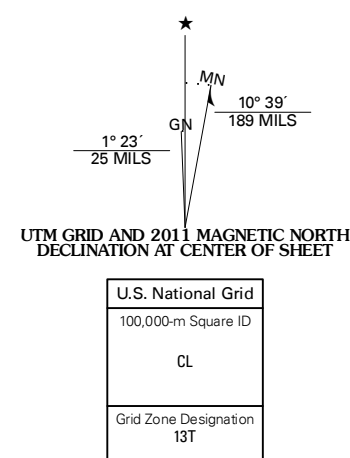 MN
10° 39´
189 MILS
GN
1° 23´
25 MILS
UTM GRID AND 2011 MAGNETIC NORTH
DECLINATION AT CENTER OF SHEET
U.S. National Grid
100,000-m Square ID
CL
Grid Zone Designation
13T